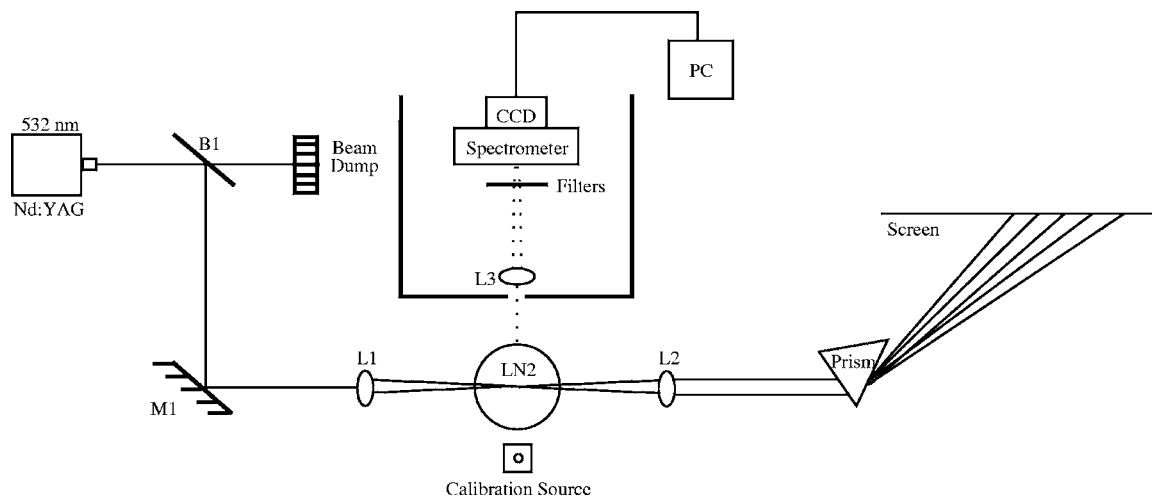 PC
CCD
532 nm
B1
Beam
Dump
Spectrometer
Filters
Nd:YAG
Screen
L3
L1
LN2
L2
Prism
M1
Calibration Source